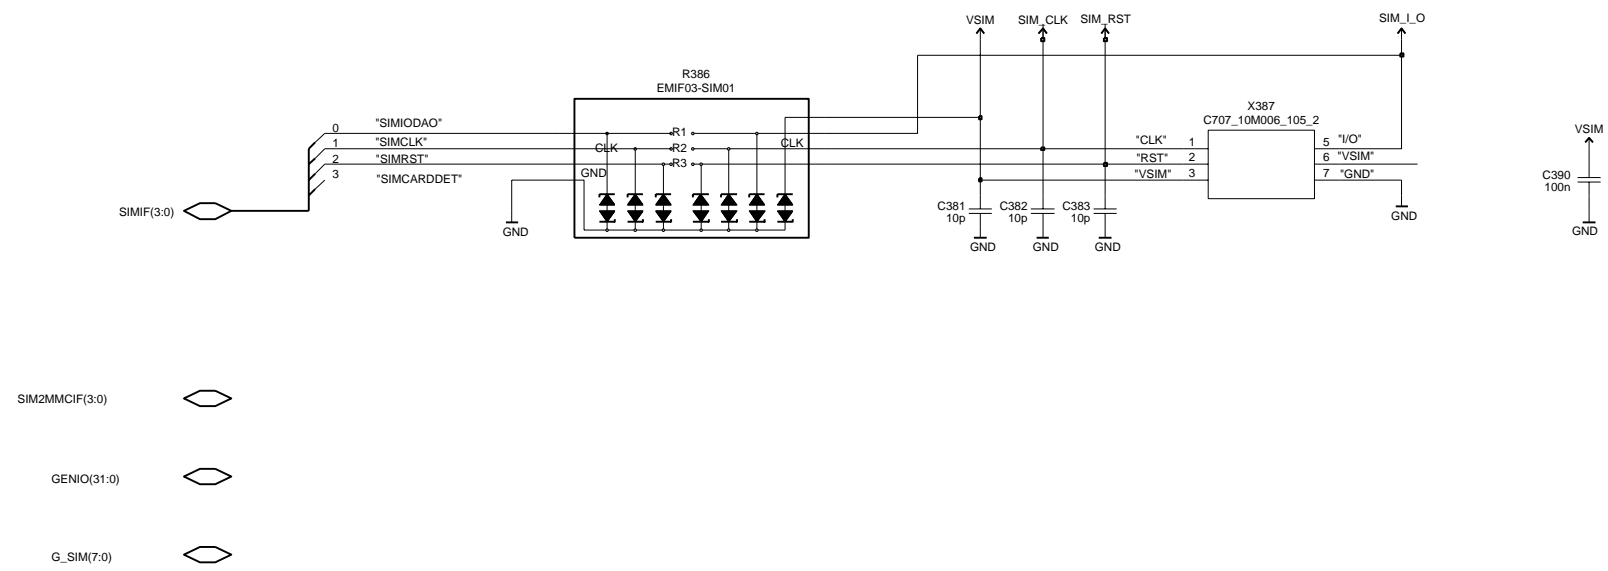 VSIM SIM_CLK SIM_RST SIM_I_O
R386
EMIF03-SIM01
X387
C707_10M006_105_2
0 "SIMIODAO"
1 "SIMCLK"
2 "SIMRST"
3 "SIMCARDDET"
SIMIF(3:0)
R1
CLK R2 CLK
R3
GND
GND
"CLK" 1
"RST" 2
"VSIM" 3
5 "I/O"
6 "VSIM"
7 "GND"
GND
C381
10p
GND
C382
10p
GND
C383
10p
GND
VSIM
C390
100n
GND
SIM2MMCIF(3:0)
GENIO(31:0)
G_SIM(7:0)